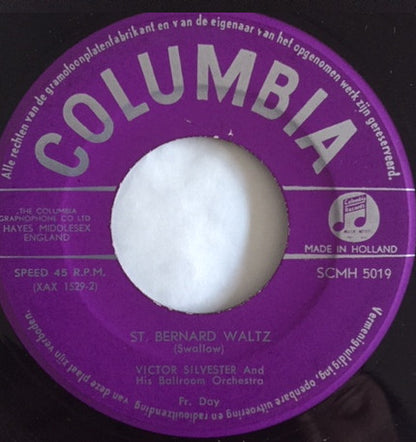 Alle rechten van de gramofoonplatenfabrikant en van de eigenaar van het opgenomen werk zijn gereserveerd.
COLUMBIA
THE COLUMBIA
GRAPHOPHONE CO LTD
HAYES MIDDLESEX
ENGLAND
MADE IN HOLLAND
SPEED 45 R.P.M.
(XAX 1529-2)
SCMH 5019
ST. BERNARD WALTZ
(Swallow)
VICTOR SILVESTER And
His Ballroom Orchestra
Fr. Day
Vermenigvuldiging, openbare uitvoering en radiouitzending van deze plaat zijn verboden.